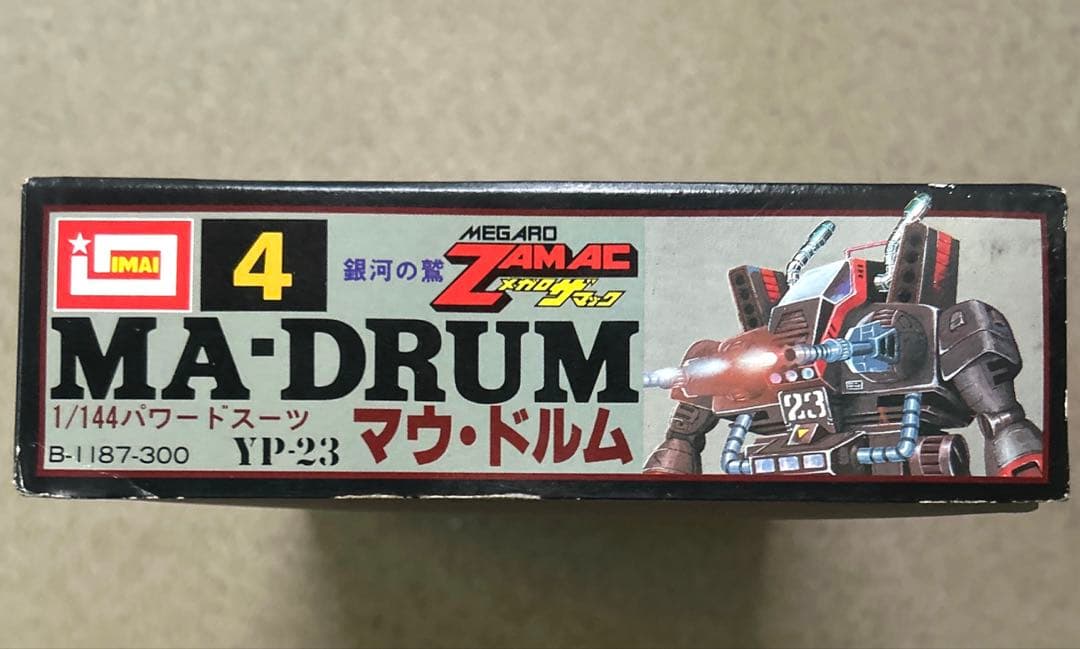 IMAI
4
銀河の鷲
MEGARO
ZAMAC
メガロザマック
MA-DRUM
1/144パワードスーツ
マウ・ドルム
B-1187-300
YP-23
23